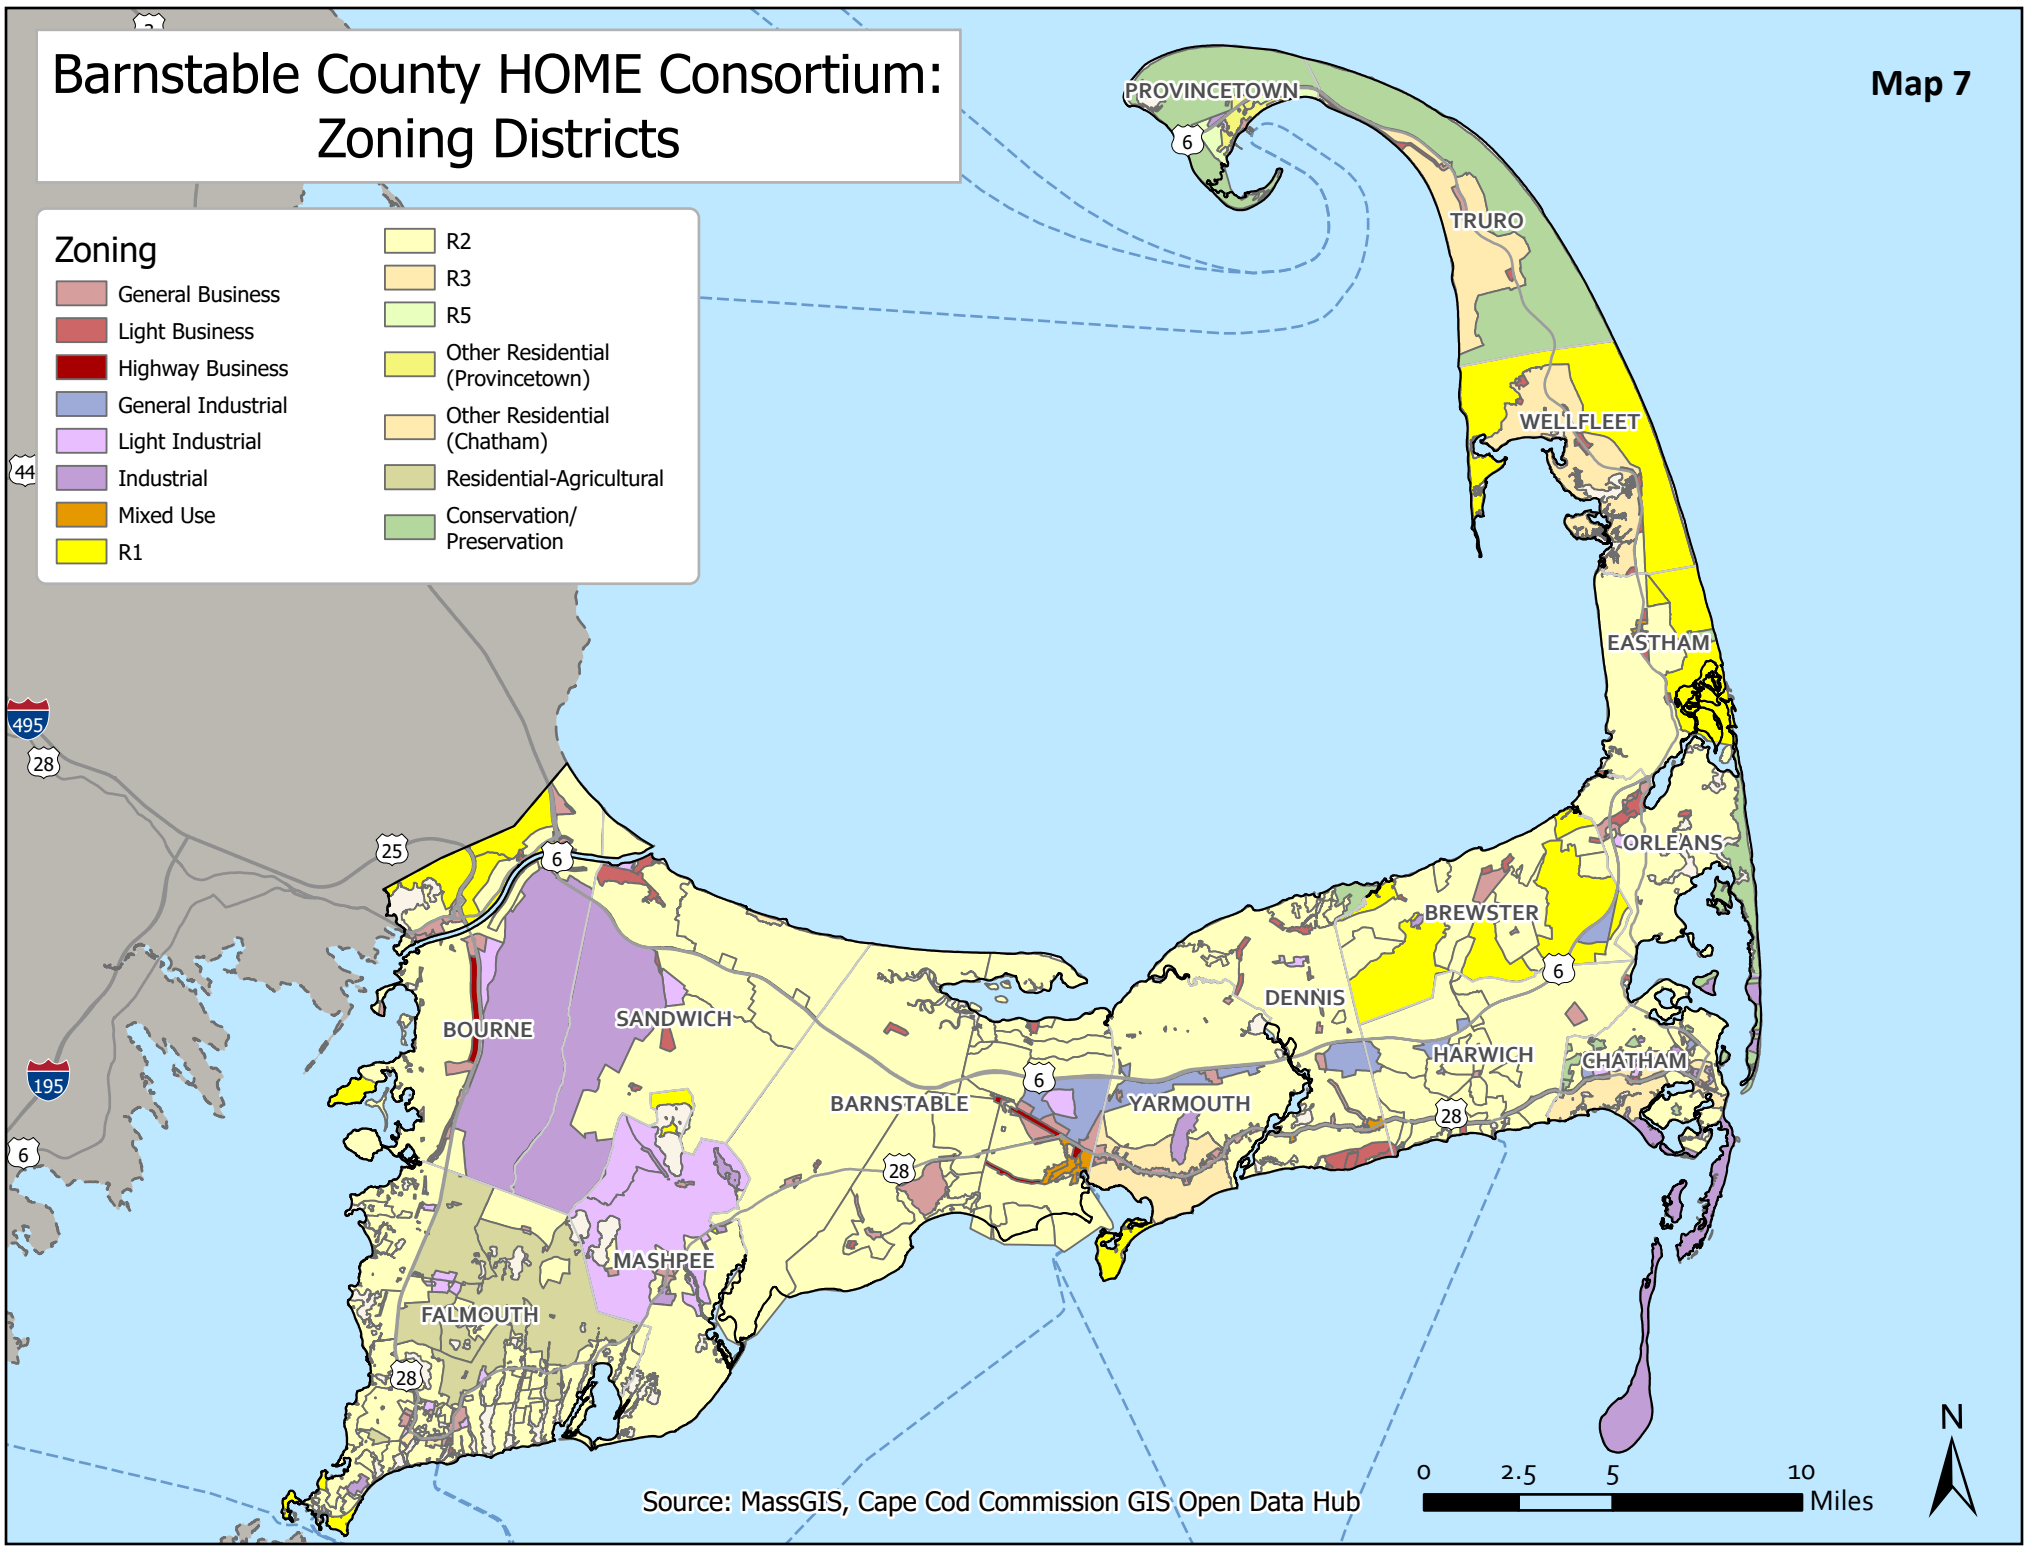 Barnstable County HOME Consortium:
Zoning Districts
Map 7
Zoning
General Business
Light Business
Highway Business
General Industrial
Light Industrial
Industrial
Mixed Use
R1
R2
R3
R5
Other Residential
(Provincetown)
Other Residential
(Chatham)
Residential-Agricultural
Conservation/
Preservation
PROVINCETOWN
6
TRURO
WELLFLEET
44
EASTHAM
495
28
25
6
ORLEANS
BREWSTER
6
DENNIS
SANDWICH
BOURNE
HARWICH
CHATHAM
195
6
BARNSTABLE
YARMOUTH
28
6
28
MASHPEE
FALMOUTH
28
N
0 2.5 5 10
Miles
Source: MassGIS, Cape Cod Commission GIS Open Data Hub